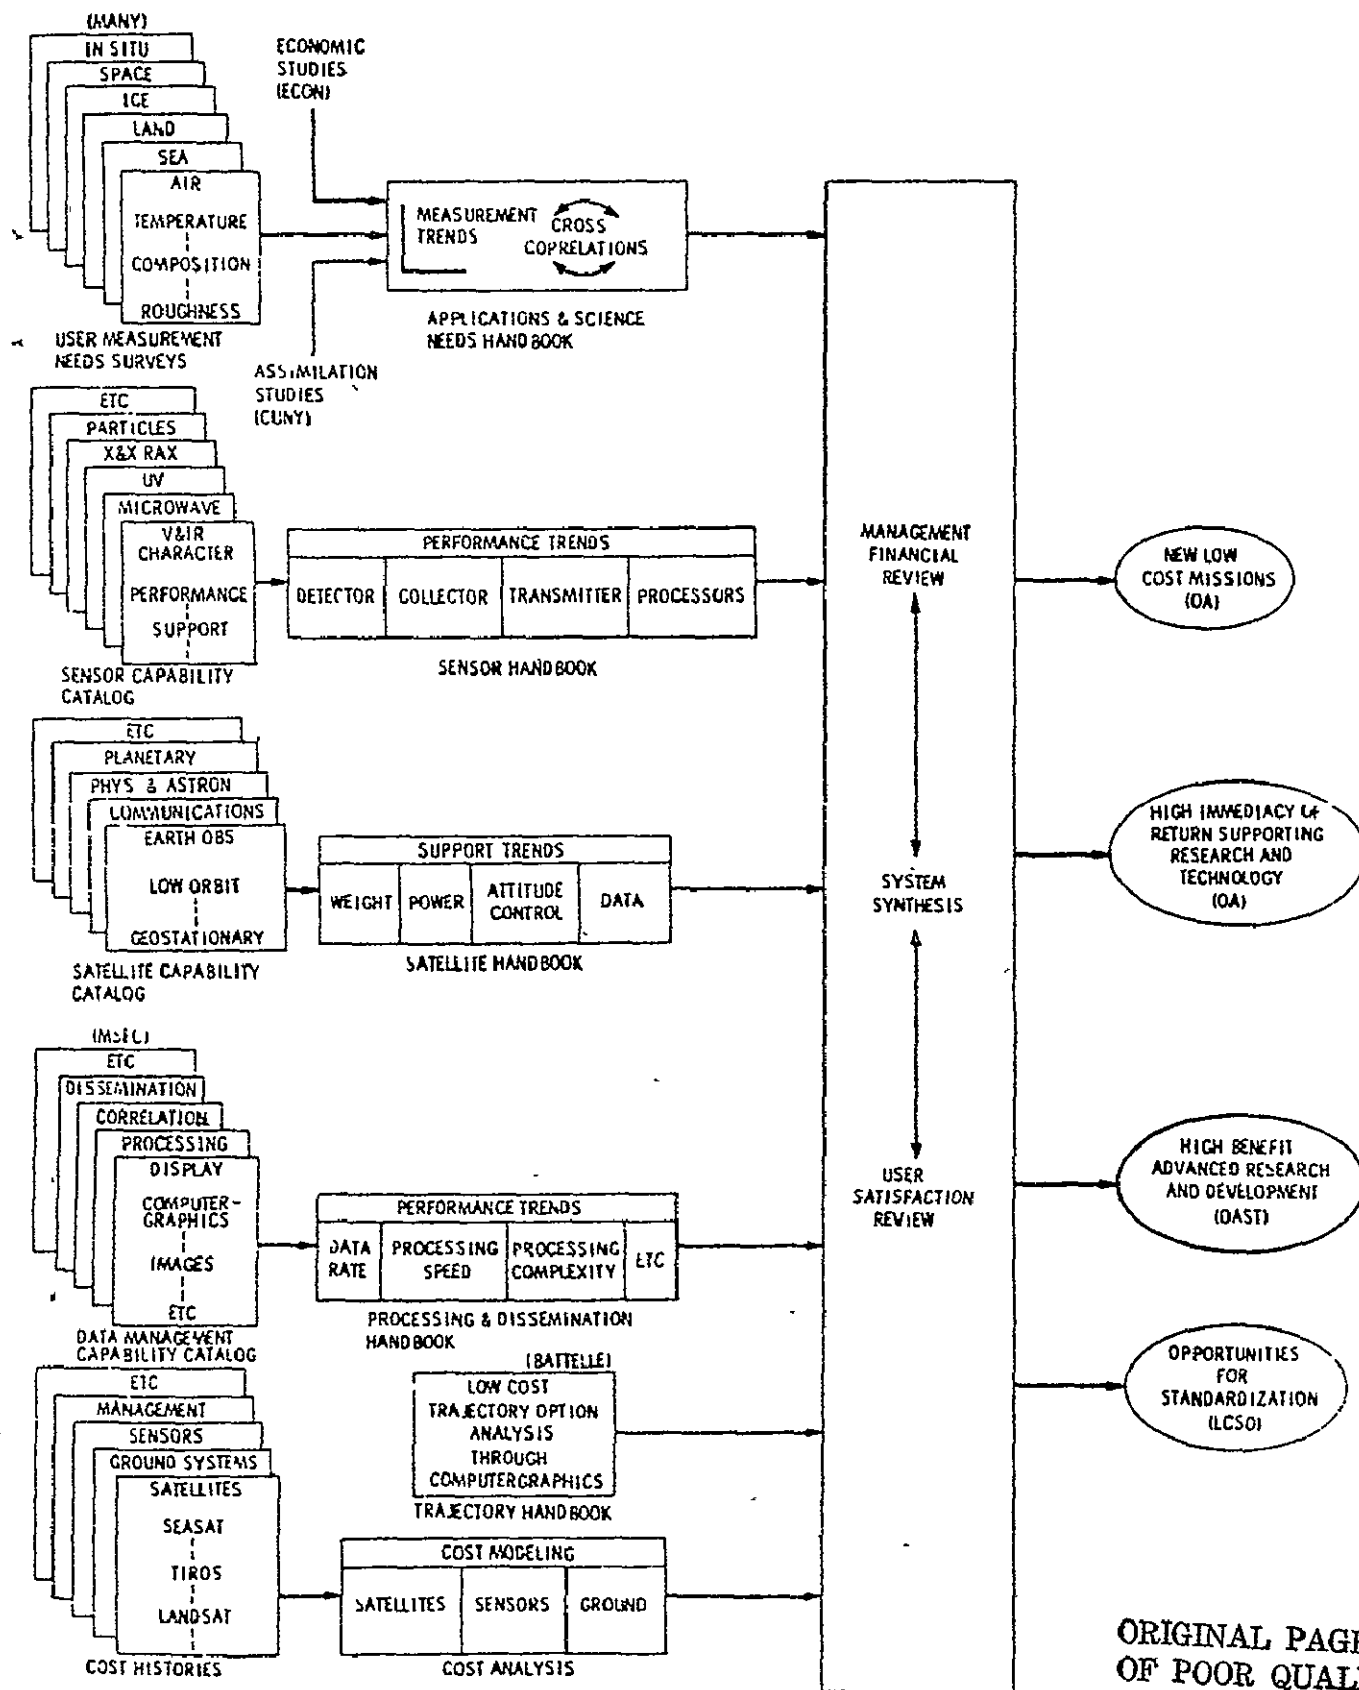 (MANY)
IN SITU
SPACE
ICE
LAND
SEA
AIR
TEMPERATURE
COMPOSITION
ROUGHNESS
USER MEASUREMENT
NEEDS SURVEYS
ECONOMIC
STUDIES
(ECON)
MEASUREMENT
TRENDS
CROSS
COPRELATIONS
APPLICATIONS & SCIENCE
NEEDS HANDBOOK
ASSIMILATION
STUDIES
(CUNY)
ETC
PARTICLES
X&X RAX
UV
MICROWAVE
V&IR
CHARACTER
PERFORMANCE
SUPPORT
SENSOR CAPABILITY
CATALOG
PERFORMANCE TRENDS
DETECTOR
COLLECTOR
TRANSMITTER
PROCESSORS
SENSOR HANDBOOK
ETC
PLANETARY
PHYS & ASTRON
COMMUNICATIONS
EARTH OBS
LOW ORBIT
GEOSTATIONARY
SATELLITE CAPABILITY
CATALOG
SUPPORT TRENDS
WEIGHT
POWER
ATTITUDE
CONTROL
DATA
SATELLITE HANDBOOK
(MSFC)
ETC
DISSEMINATION
CORRELATION
PROCESSING
DISPLAY
COMPUTER-
GRAPHICS
IMAGES
ETC
DATA MANAGEMENT
CAPABILITY CATALOG
PERFORMANCE TRENDS
DATA
RATE
PROCESSING
SPEED
PROCESSING
COMPLEXITY
ETC
PROCESSING & DISSEMINATION
HANDBOOK
(BATTELLE)
LOW COST
TRAJECTORY OPTION
ANALYSIS
THROUGH
COMPUTERGRAPHICS
TRAJECTORY HANDBOOK
ETC
MANAGEMENT
SENSORS
GROUND SYSTEMS
SATELLITES
SEASAT
TIROS
LANDSAT
COST HISTORIES
COST MODELING
SATELLITES
SENSORS
GROUND
COST ANALYSIS
MANAGEMENT
FINANCIAL
REVIEW
SYSTEM
SYNTHESIS
USER
SATISFACTION
REVIEW
NEW LOW
COST MISSIONS
(OA)
HIGH IMMEDIACY OF
RETURN SUPPORTING
RESEARCH AND
TECHNOLOGY
(OA)
HIGH BENEFIT
ADVANCED RESEARCH
AND DEVELOPMENT
(OAST)
OPPORTUNITIES
FOR
STANDARDIZATION
(LCSO)
ORIGINAL PAGE
OF POOR QUAL